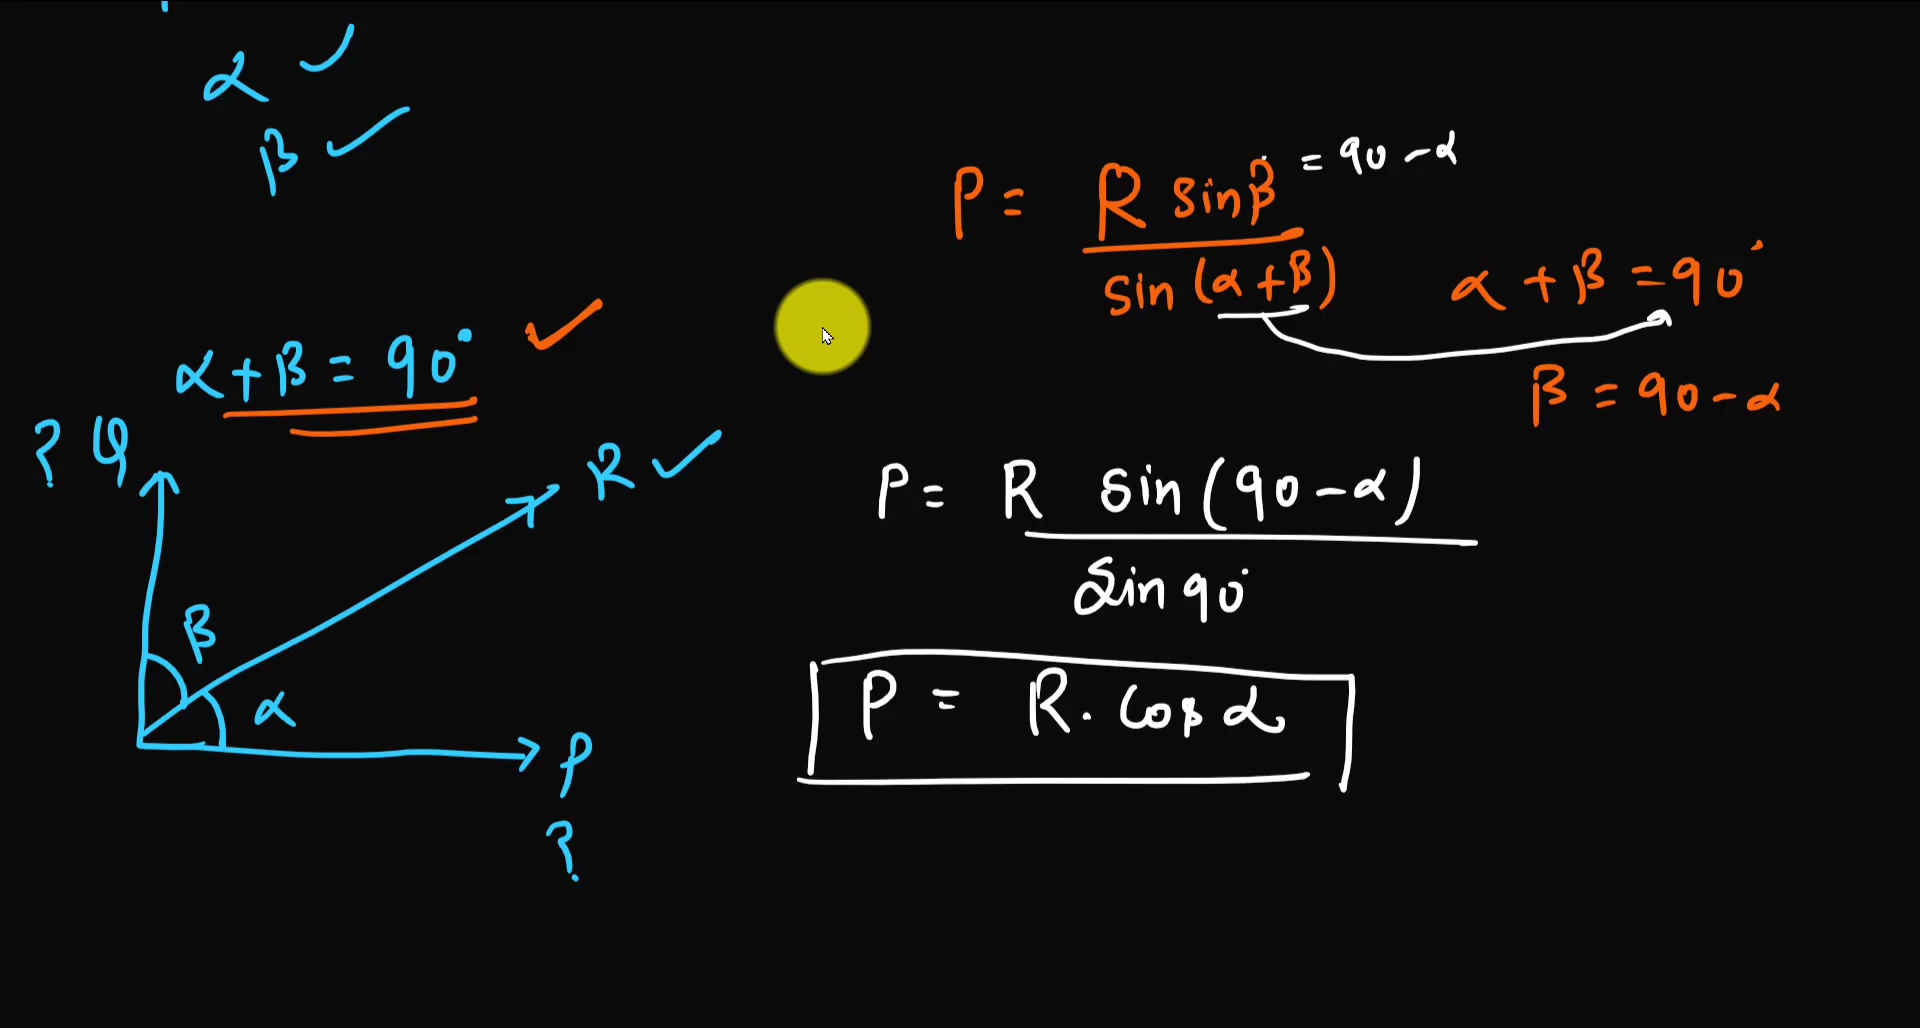 α ✓
β ✓
α + β = 90° ✓
? Q
R ✓
β
α
P
?
P = R sinβ = 90 - α
sin (α + β)
α + β = 90°
β = 90 - α
P = R sin (90 - α)
Sin 90°
P = R . cos α